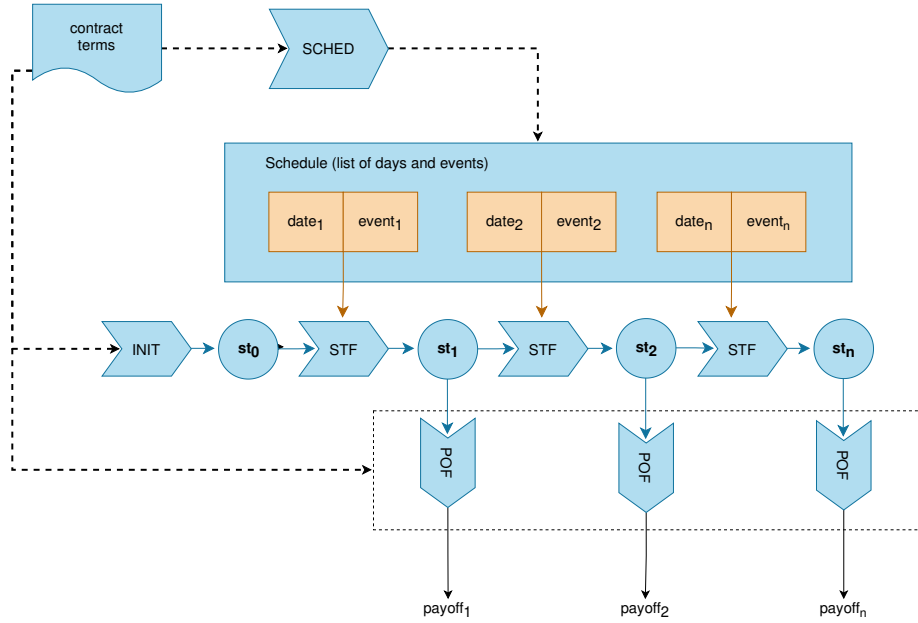 contract
terms
SCHED
Schedule (list of days and events)
date₁ event₁ date₂ event₂ dateₙ eventₙ
INIT st₀ STF st₁ STF st₂ STF stₙ
POF POF POF
payoff₁ payoff₂ payoffₙ